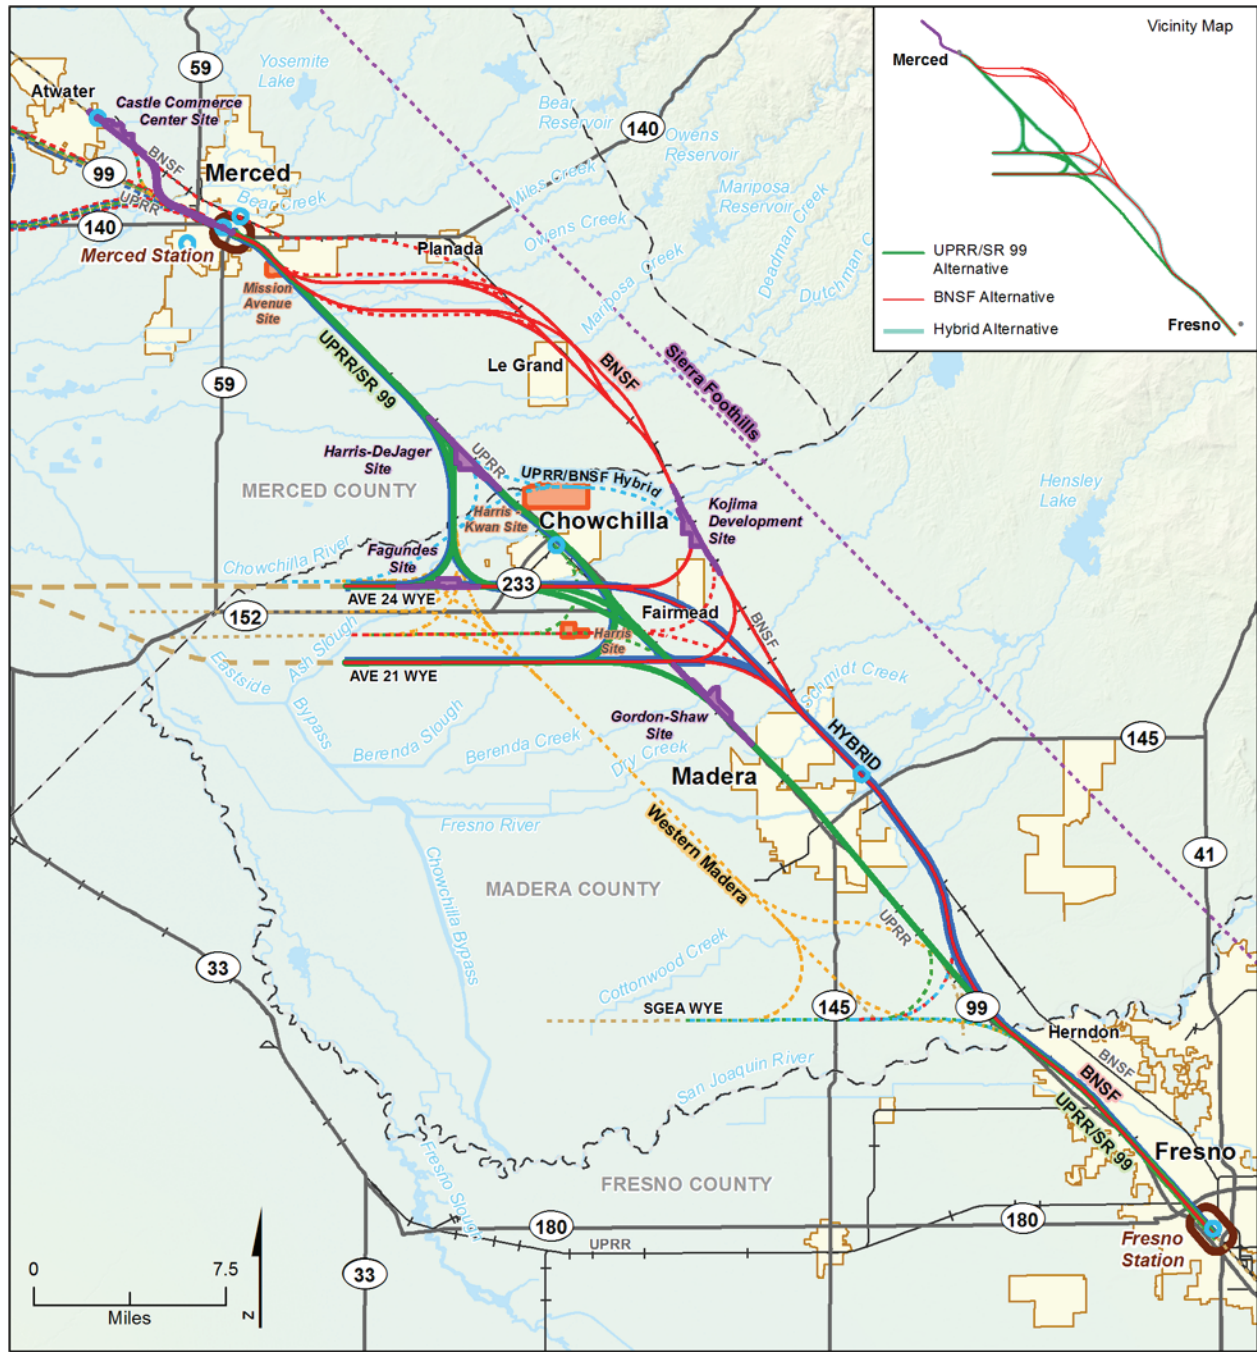 Vicinity Map
Merced
UPRR/SR 99
Alternative
BNSF Alternative
Hybrid Alternative
Fresno
59
Yosemite
Lake
Atwater
Castle Commerce
Center Site
BNSF
99
UPRR
Merced
Bear Creek
140
Merced Station
Mission
Avenue
Site
Bear
Reservoir
140
Owens
Reservoir
Mariposa
Reservoir
Miles Creek
Owens Creek
Planada
Mariposa Creek
Deadman Creek
Dutchman C
59
UPRR/SR 99
Le Grand
BNSF
Sierra Foothills
Harris-DeJager
Site
UPRR
UPRR/BNSF Hybrid
MERCED COUNTY
Harris -
Kwan Site
Chowchilla
Kojima
Development
Site
Hensley
Lake
Chowchilla River
Fagundes
Site
233
AVE 24 WYE
152
Fairmead
BNSF
Ash Slough
Harris
Site
Eastside
Bypass
AVE 21 WYE
Schmidt Creek
Gordon-Shaw
Site
Berenda Slough
Berenda Creek
Dry Creek
HYBRID
145
Madera
Fresno River
Western Madera
41
Chowchilla Bypass
MADERA COUNTY
UPRR
33
Cottonwood Creek
SGEA WYE
145
99
Herndon
BNSF
San Joaquin River
BNSF
UPRR/SR 99
Fresno
Fresno Slough
FRESNO COUNTY
180
180
UPRR
Fresno
Station
33
0
7.5
Miles
N